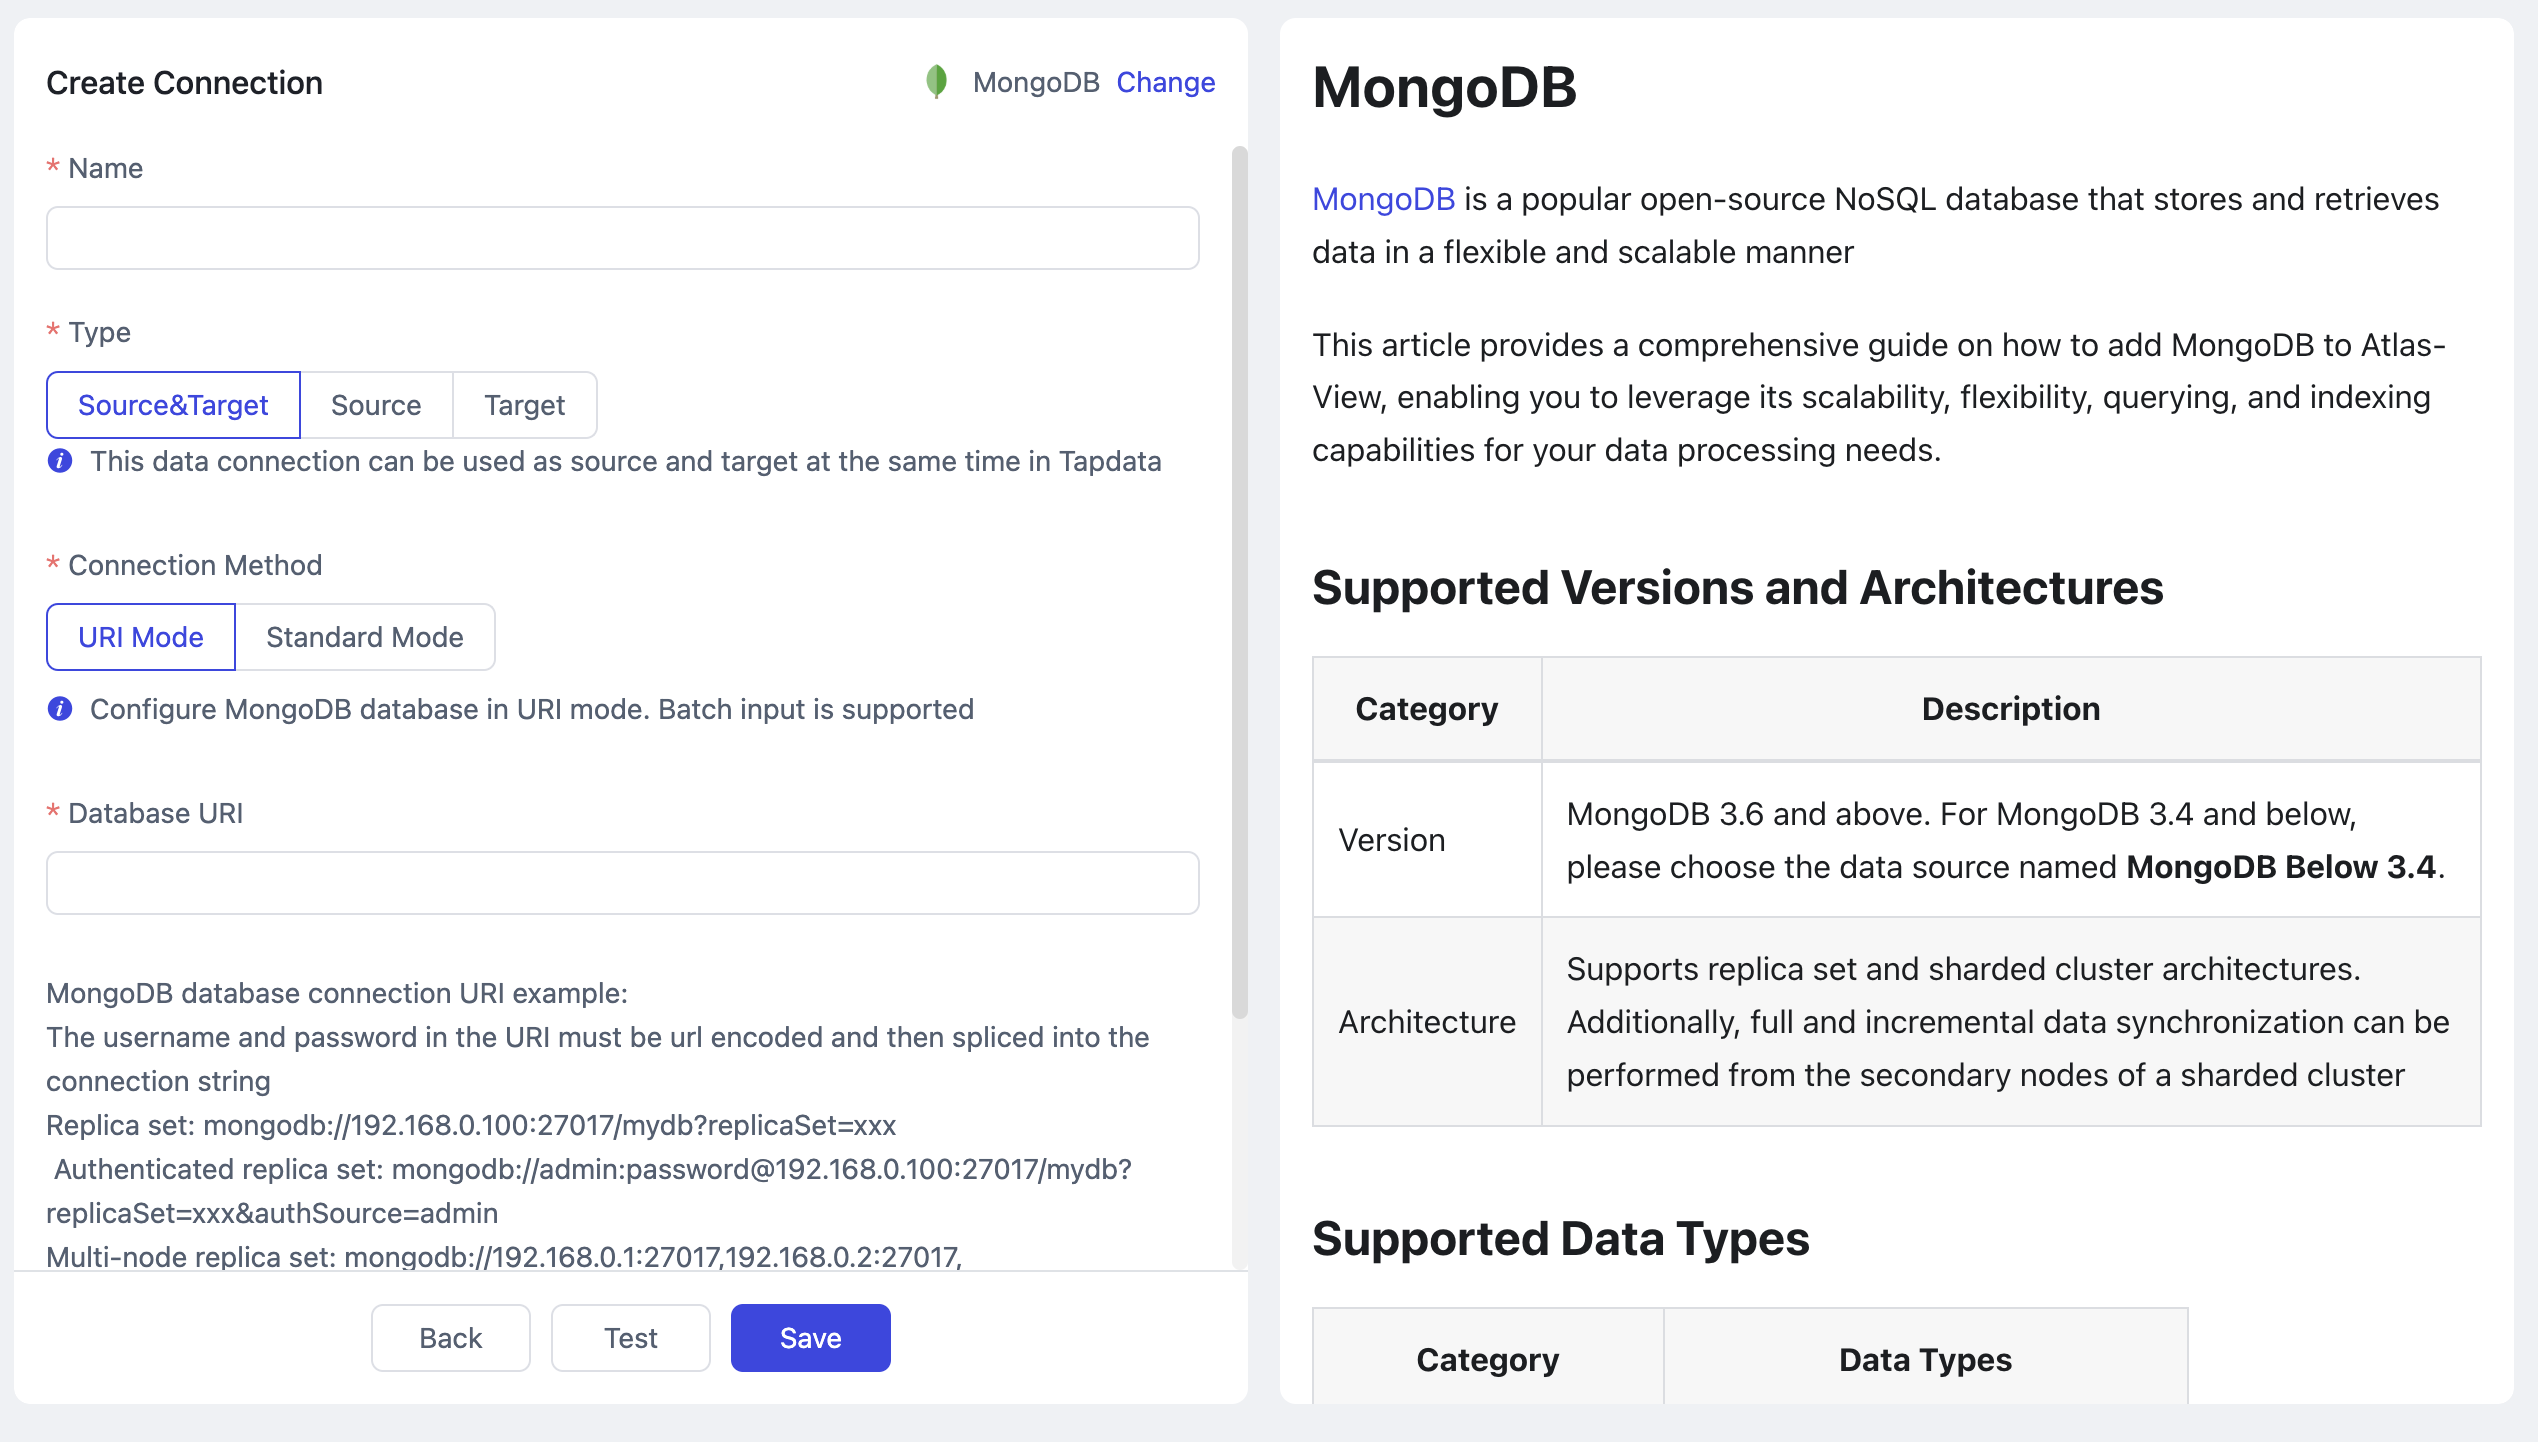 Create Connection
MongoDB Change
* Name
* Type
Source&Target Source Target
This data connection can be used as source and target at the same time in Tapdata
* Connection Method
URI Mode Standard Mode
Configure MongoDB database in URI mode. Batch input is supported
* Database URI
MongoDB database connection URI example:
The username and password in the URI must be url encoded and then spliced into the
connection string
Replica set: mongodb://192.168.0.100:27017/mydb?replicaSet=xxx
Authenticated replica set: mongodb://admin:password@192.168.0.100:27017/mydb?
replicaSet=xxx&authSource=admin
Multi-node replica set: mongodb://192.168.0.1:27017,192.168.0.2:27017,
Back Test Save
MongoDB
MongoDB is a popular open-source NoSQL database that stores and retrieves
data in a flexible and scalable manner
This article provides a comprehensive guide on how to add MongoDB to Atlas-
View, enabling you to leverage its scalability, flexibility, querying, and indexing
capabilities for your data processing needs.
Supported Versions and Architectures
Category Description
Version
MongoDB 3.6 and above. For MongoDB 3.4 and below,
please choose the data source named MongoDB Below 3.4.
Architecture
Supports replica set and sharded cluster architectures.
Additionally, full and incremental data synchronization can be
performed from the secondary nodes of a sharded cluster
Supported Data Types
Category Data Types